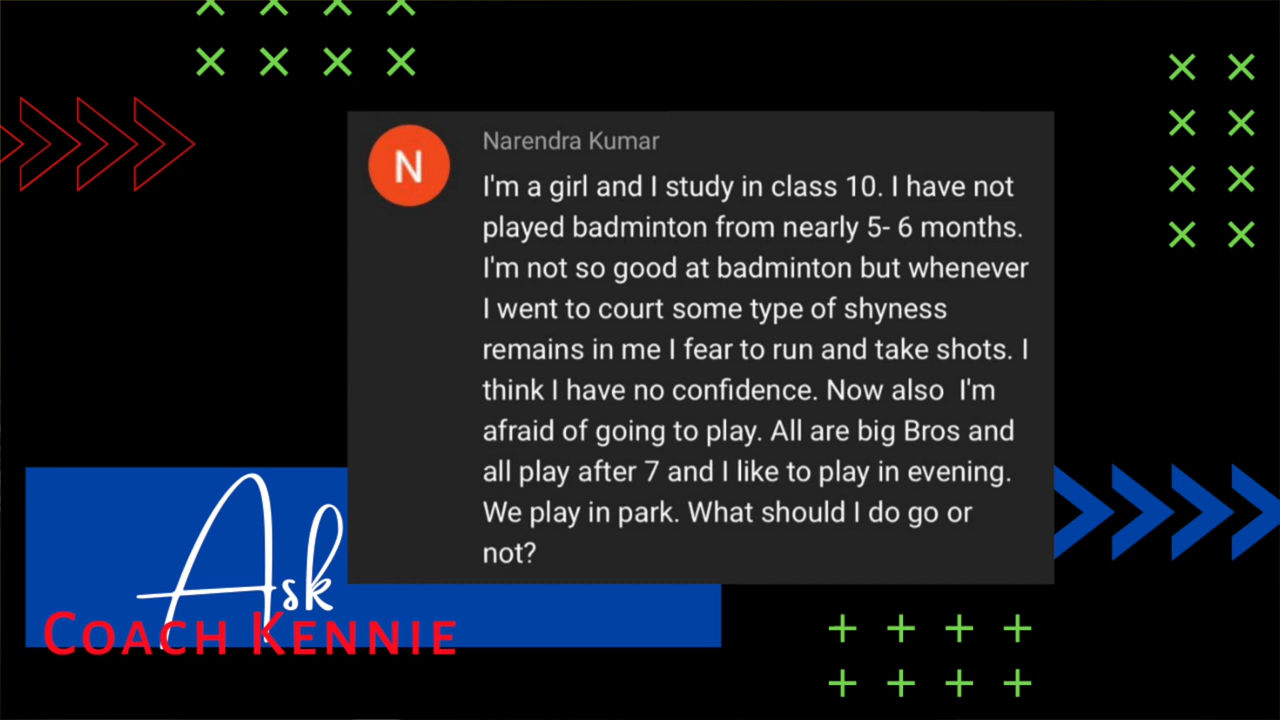 N
Narendra Kumar
I'm a girl and I study in class 10. I have not
played badminton from nearly 5- 6 months.
I'm not so good at badminton but whenever
I went to court some type of shyness
remains in me I fear to run and take shots. I
think I have no confidence. Now also  I'm
afraid of going to play. All are big Bros and
all play after 7 and I like to play in evening.
We play in park. What should I do go or
not?
Ask
COACH KENNIE